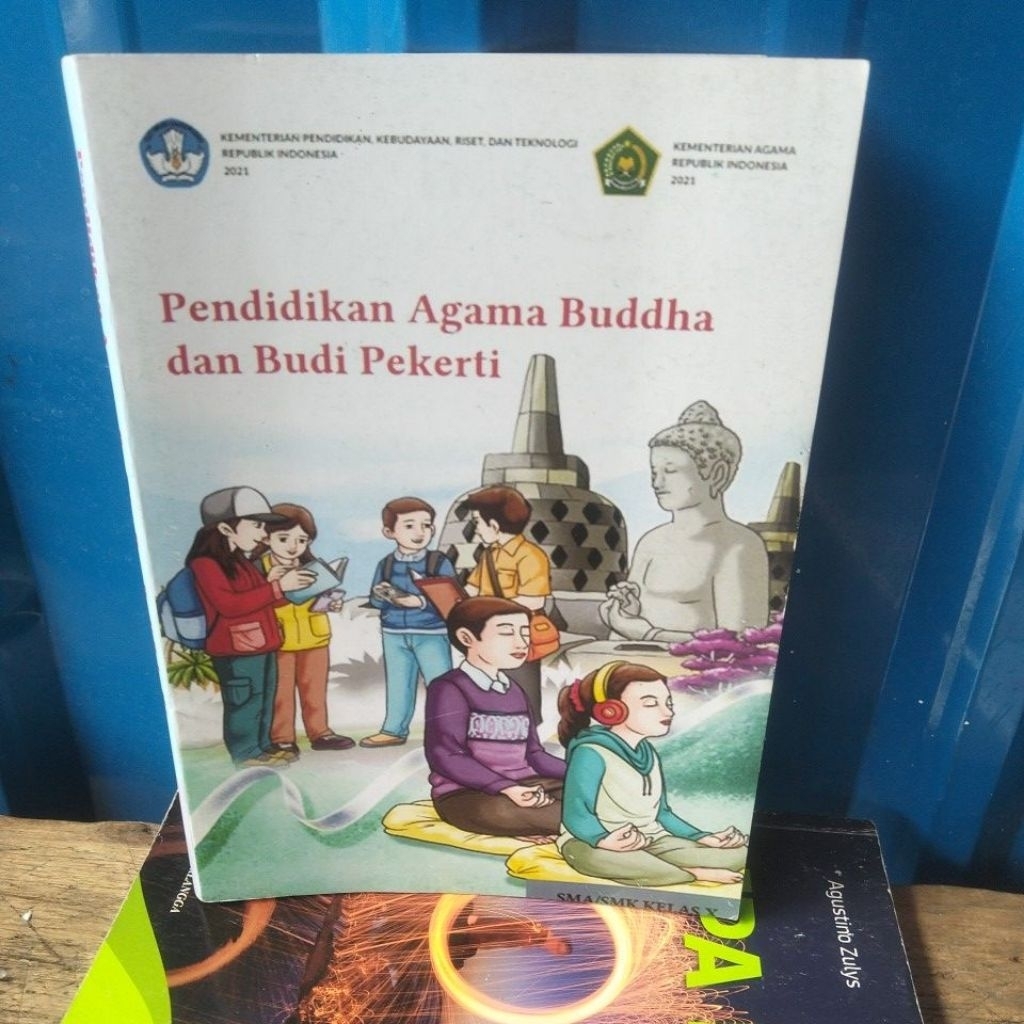 KEMENTERIAN PENDIDIKAN, KEBUDAYAAN, RISET, DAN TEKNOLOGI
REPUBLIK INDONESIA
2021
KEMENTERIAN AGAMA
REPUBLIK INDONESIA
2021
Pendidikan Agama Buddha
dan Budi Pekerti
SMA/SMK KELAS X
Agustinto Zulys